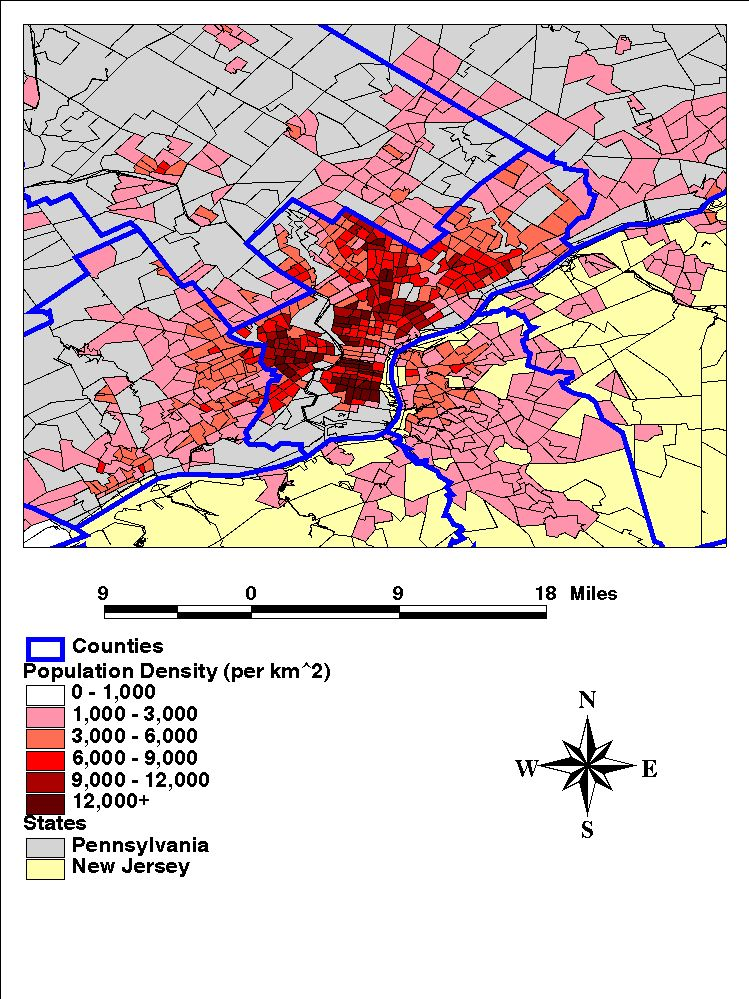 9 0 9 18 Miles
Counties
Population Density (per km^2)
0 - 1,000
1,000 - 3,000
3,000 - 6,000
6,000 - 9,000
9,000 - 12,000
12,000+
States
Pennsylvania
New Jersey
N
W E
S